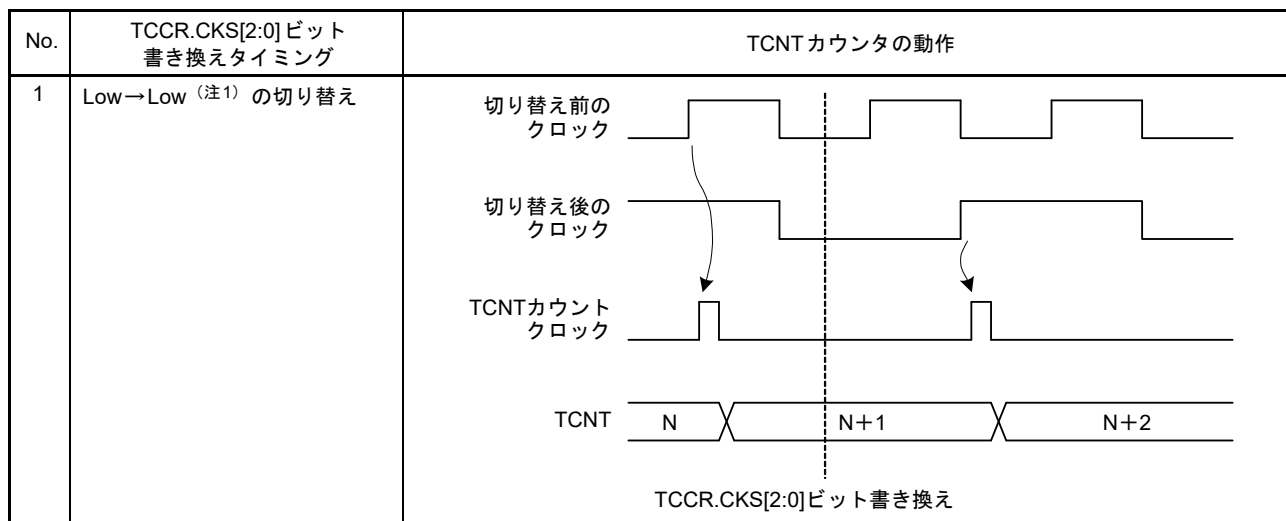 No.
TCCR.CKS[2:0]ビット
書き換えタイミング
TCNTカウンタの動作
1
Low→Low（注1）の切り替え
切り替え前の
クロック
切り替え後の
クロック
TCNTカウント
クロック
TCNT
N
N＋1
N＋2
TCCR.CKS[2:0]ビット書き換え